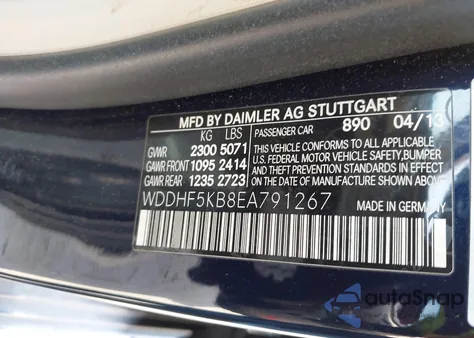 MFD BY DAIMLER AG STUTTGART
KG LBS PASSENGER CAR 890 04/13
GVWR 2300 5071
GAWR FRONT 1095 2414
GAWR REAR 1235 2723
THIS VEHICLE CONFORMS TO ALL APPLICABLE
U.S. FEDERAL MOTOR VEHICLE SAFETY, BUMPER
AND THEFT PREVENTION STANDARDS IN EFFECT
ON THE DATE OF MANUFACTURE SHOWN ABOVE.
WDDHF5KB8EA791267 MADE IN GERMANY
autoSnap